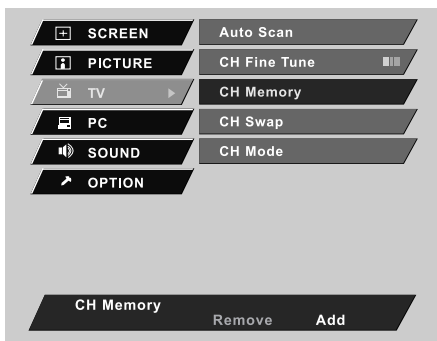 SCREEN
PICTURE
TV
PC
SOUND
OPTION
Auto Scan
CH Fine Tune
CH Memory
CH Swap
CH Mode
CH Memory
Remove Add